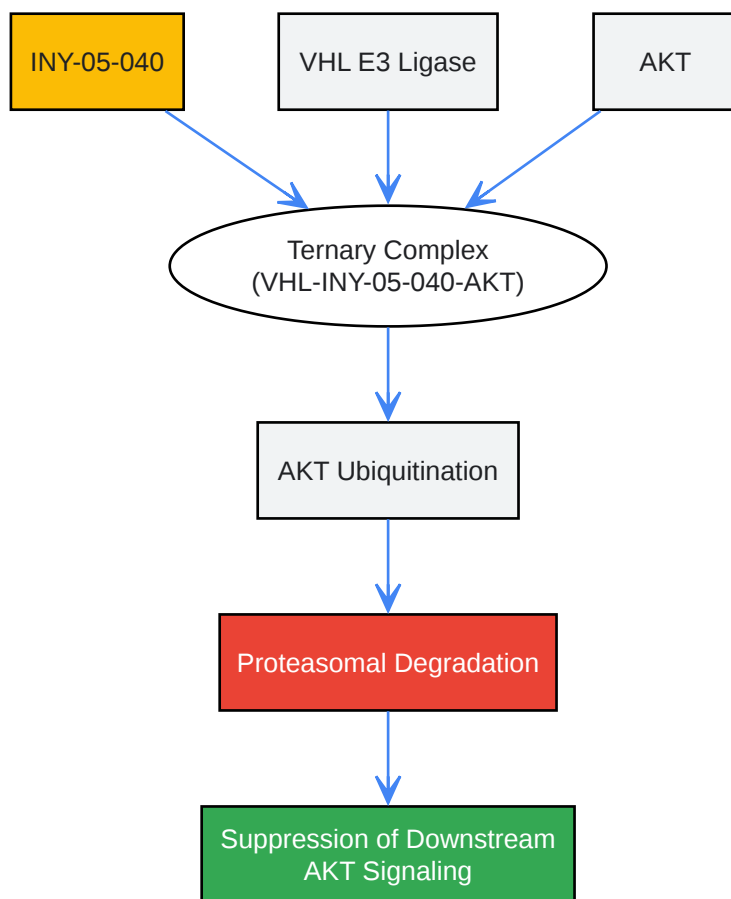 INY-05-040
VHL E3 Ligase
AKT
Ternary Complex
(VHL-INY-05-040-AKT)
AKT Ubiquitination
Proteasomal Degradation
Suppression of Downstream
AKT Signaling